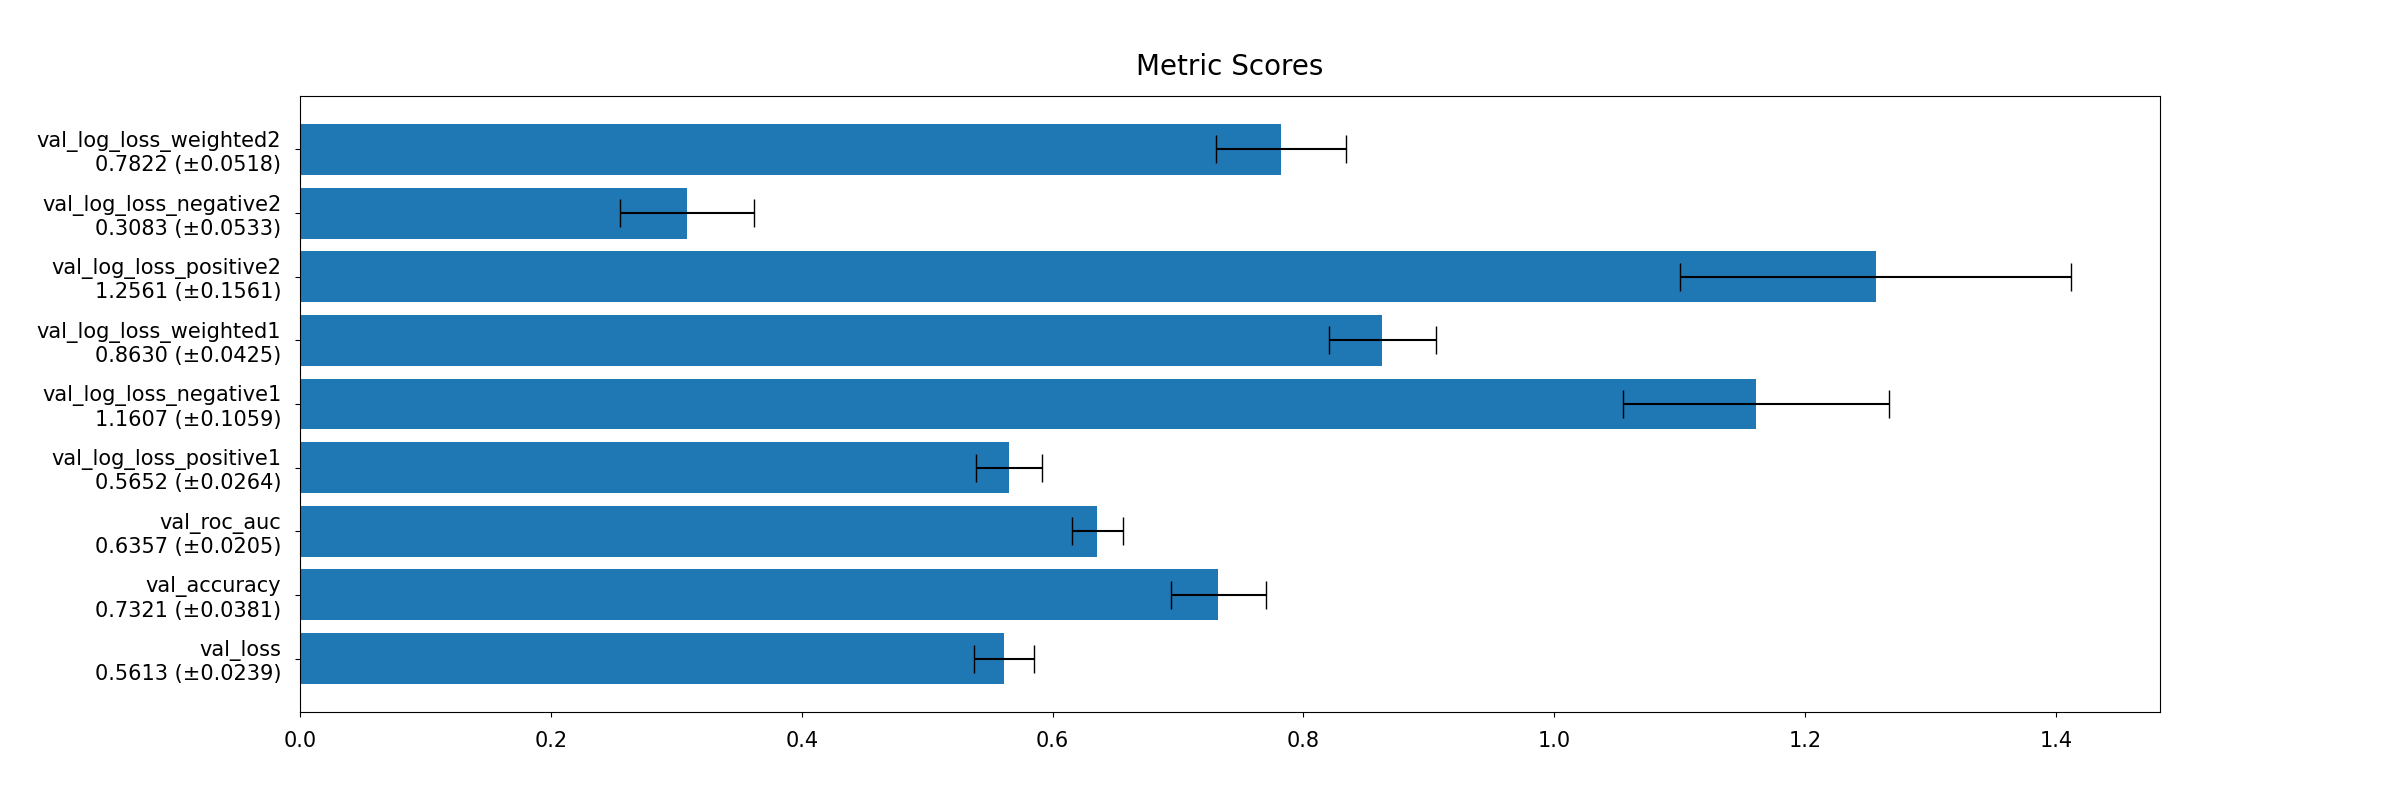 Metric Scores
val_log_loss_weighted2
0.7822 (±0.0518)
val_log_loss_negative2
0.3083 (±0.0533)
val_log_loss_positive2
1.2561 (±0.1561)
val_log_loss_weighted1
0.8630 (±0.0425)
val_log_loss_negative1
1.1607 (±0.1059)
val_log_loss_positive1
0.5652 (±0.0264)
val_roc_auc
0.6357 (±0.0205)
val_accuracy
0.7321 (±0.0381)
val_loss
0.5613 (±0.0239)
0.0 0.2 0.4 0.6 0.8 1.0 1.2 1.4